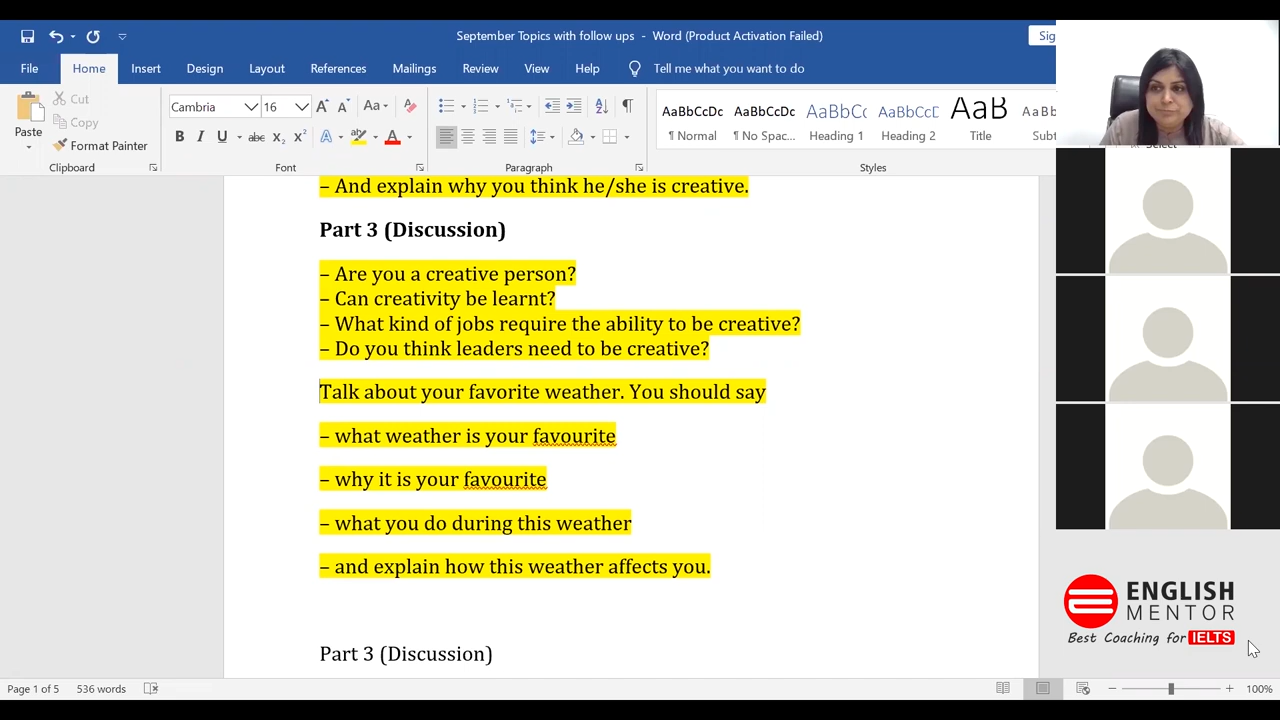 September Topics with follow ups - Word (Product Activation Failed)
Sig
File Home Insert Design Layout References Mailings Review View Help Tell me what you want to do
Paste
Cut
Copy
Format Painter
Clipboard
Cambria 16
Font
Paragraph
AaBbCcDc AaBbCcDc AaBbCc AaBbCcD AaB
¶ Normal ¶ No Spac... Heading 1 Heading 2 Title Subt
Styles
Select
– And explain why you think he/she is creative.
Part 3 (Discussion)
– Are you a creative person?
– Can creativity be learnt?
– What kind of jobs require the ability to be creative?
– Do you think leaders need to be creative?
Talk about your favorite weather. You should say
– what weather is your favourite
– why it is your favourite
– what you do during this weather
– and explain how this weather affects you.
Part 3 (Discussion)
ENGLISH
MENTOR
Best Coaching for IELTS
Page 1 of 5 536 words
100%